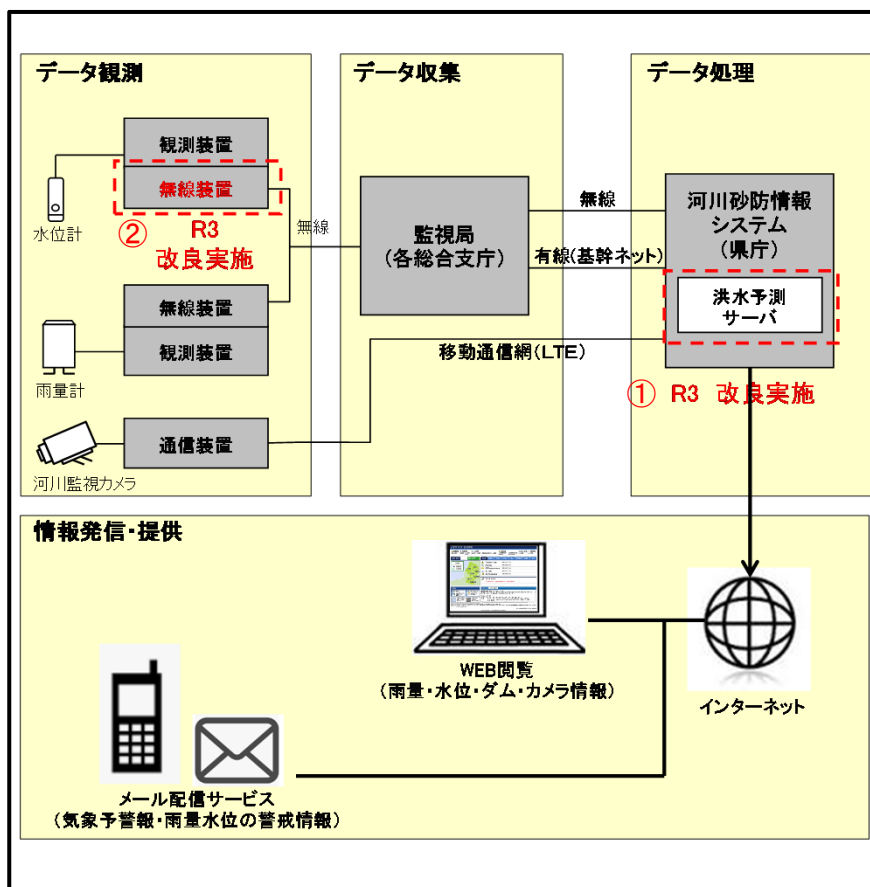 データ観測
データ収集
データ処理
観測装置
無線装置
水位計
② R3
改良実施
無線
無線装置
観測装置
雨量計
通信装置
河川監視カメラ
監視局
(各総合支庁)
無線
有線(基幹ネット)
移動通信網(LTE)
河川砂防情報
システム
(県庁)
洪水予測
サーバ
① R3 改良実施
情報発信・提供
WEB閲覧
(雨量・水位・ダム・カメラ情報)
インターネット
メール配信サービス
(気象予警報・雨量水位の警戒情報)